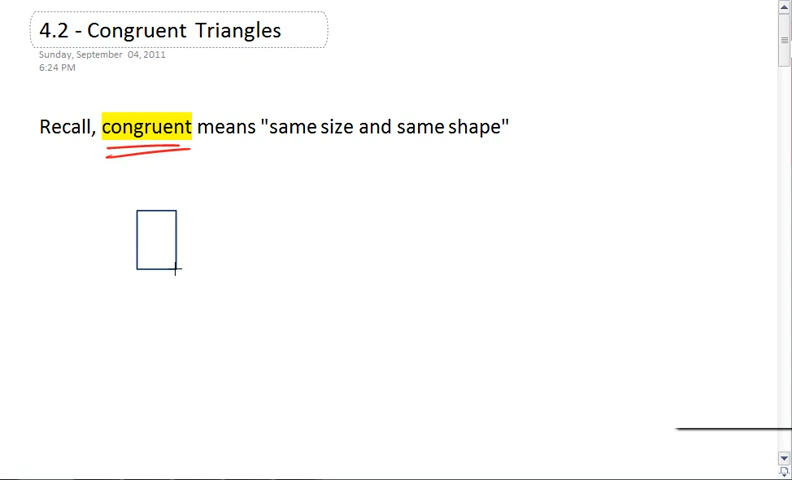 4.2 - Congruent Triangles
Sunday, September 04, 2011
6:24 PM
Recall, congruent means "same size and same shape"